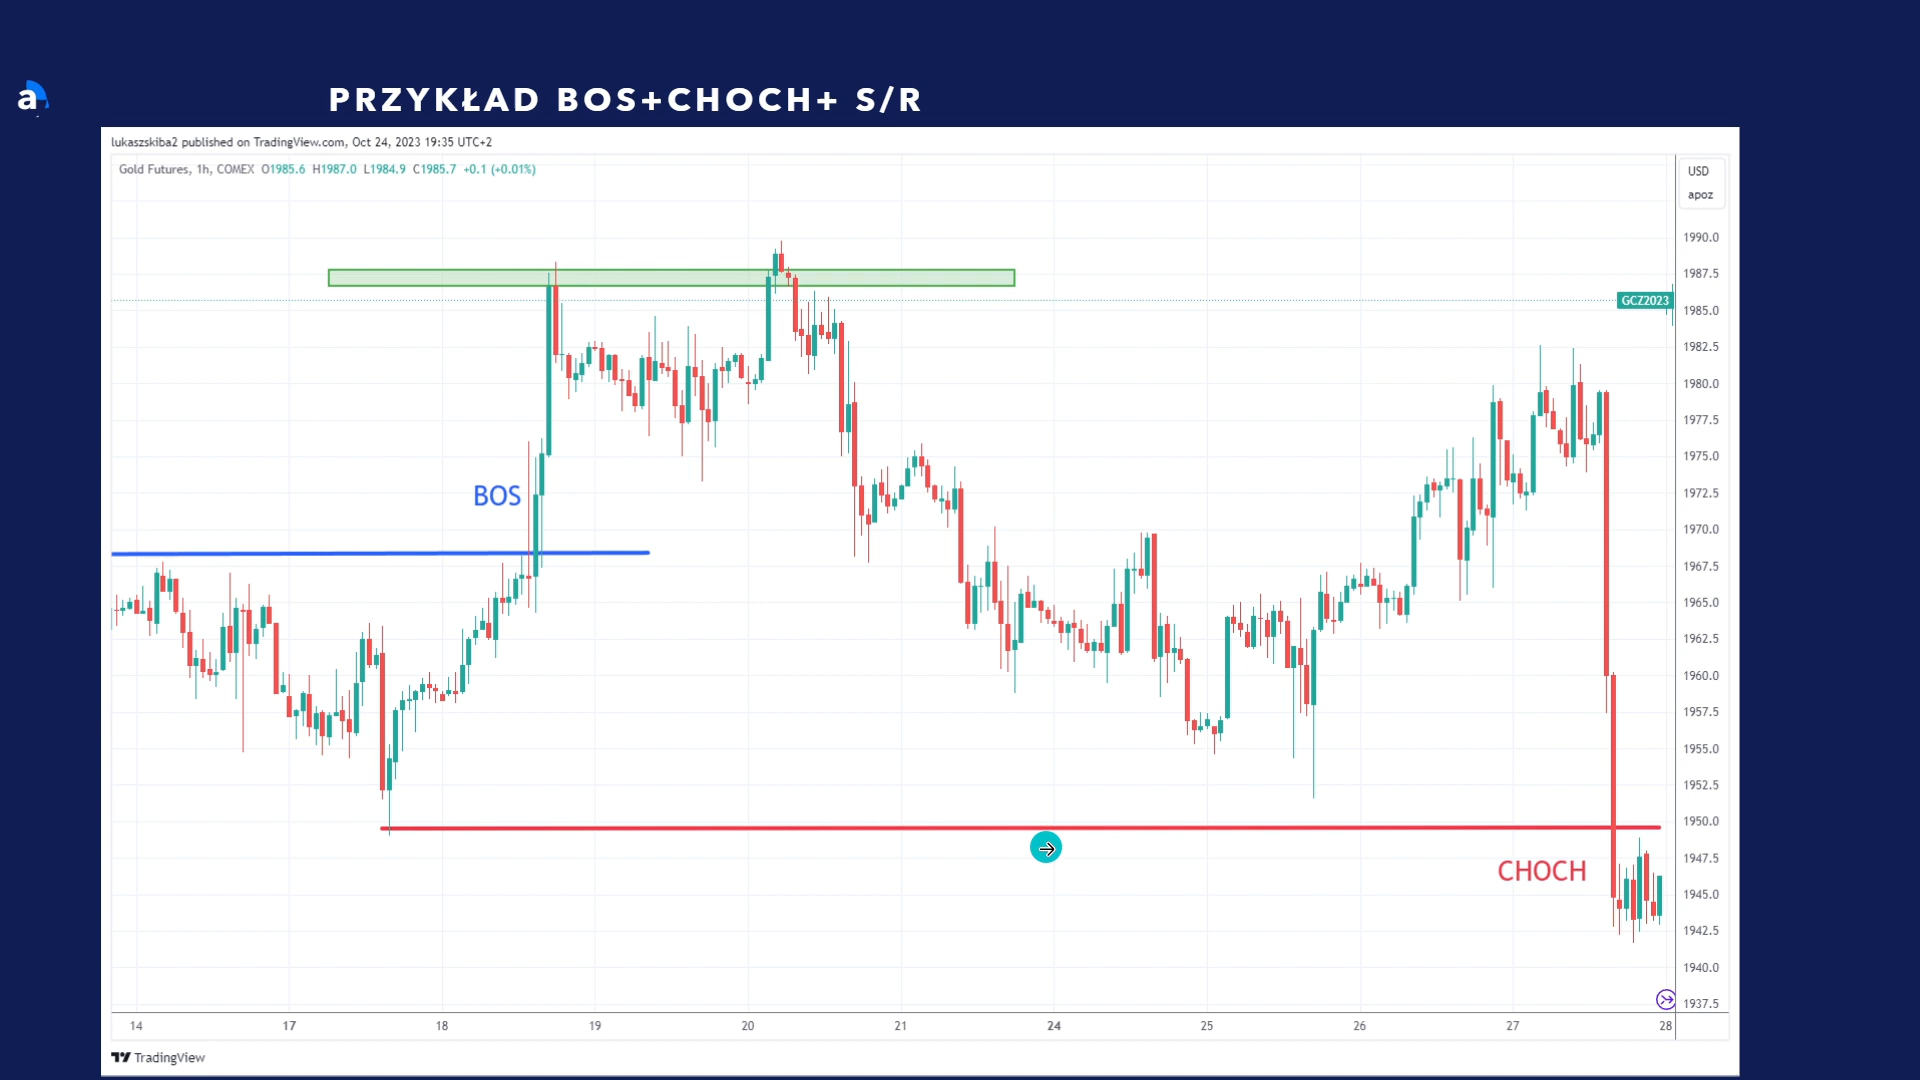 a
PRZYKŁAD BOS+CHOCH+ S/R
lukaszskiba2 published on TradingView.com, Oct 24, 2023 19:35 UTC+2
Gold Futures, 1h, COMEX O1985.6 H1987.0 L1984.9 C1985.7 +0.1 (+0.01%)
USD
apoz
1990.0
1987.5
GCZ2023
1985.0
1982.5
1980.0
1977.5
1975.0
BOS
1972.5
1970.0
1967.5
1965.0
1962.5
1960.0
1957.5
1955.0
1952.5
1950.0
1947.5
CHOCH
1945.0
1942.5
1940.0
1937.5
14 17 18 19 20 21 24 25 26 27 28
TradingView